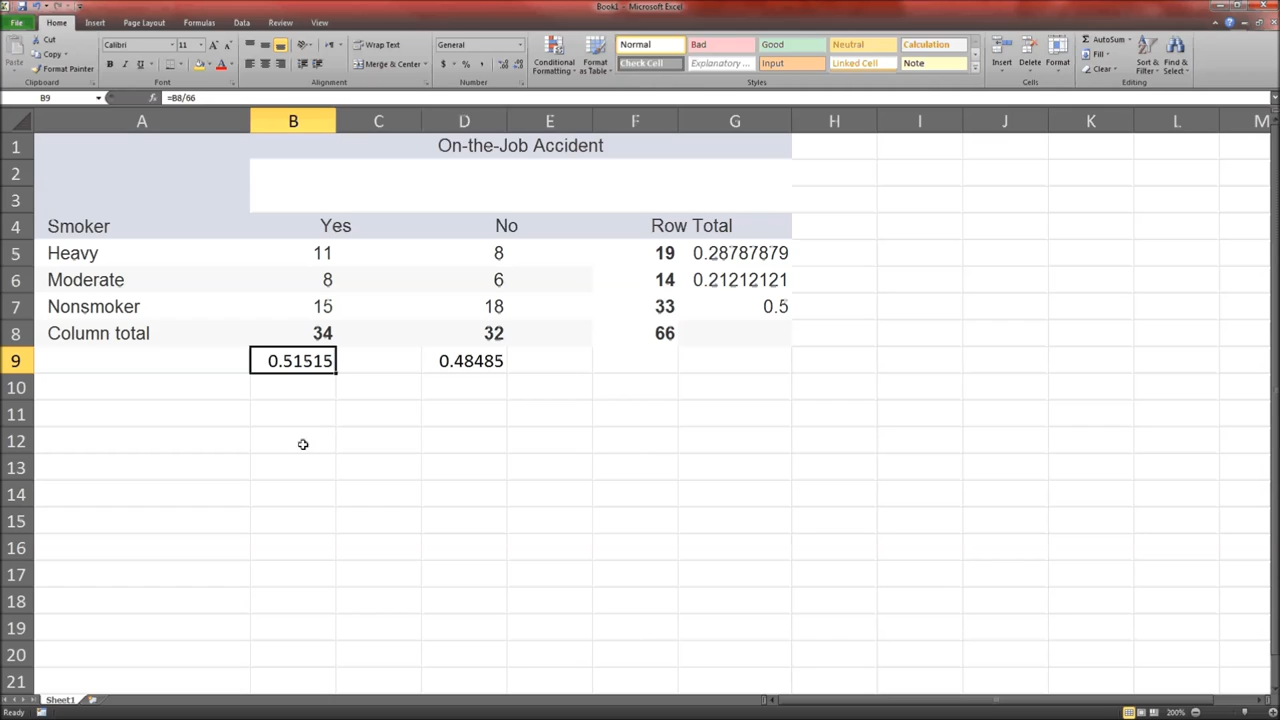 Book1 - Microsoft Excel
File Home Insert Page Layout Formulas Data Review View
Paste Cut Copy Format Painter Clipboard
Calibri 11 A A B I U A Font
Wrap Text Merge & Center Alignment
General $ % , Number
Conditional Formatting Format as Table Normal Bad Good Neutral Calculation
Check Cell Explanatory ... Input Linked Cell Note Styles
Insert Delete Format Cells
Σ AutoSum Fill Clear Sort & Filter Find & Select Editing
B9 fx =B8/66
A B C D E F G H I J K L M
1 On-the-Job Accident
2
3
4 Smoker Yes No Row Total
5 Heavy 11 8 19 0.28787879
6 Moderate 8 6 14 0.21212121
7 Nonsmoker 15 18 33 0.5
8 Column total 34 32 66
9 0.51515 0.48485
10
11
12
13
14
15
16
17
18
19
20
21
Sheet1
Ready 200%